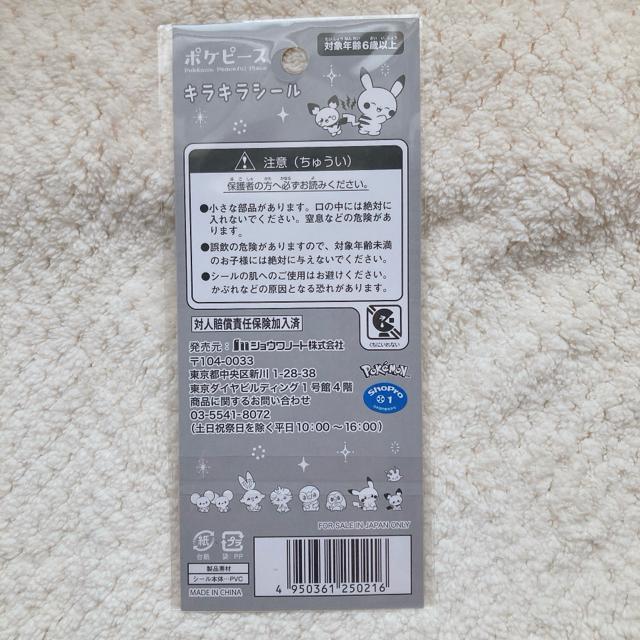 ポケピース
Pokémon Peaceful Place
キラキラシール
対象年齢6歳以上
注意（ちゅうい）
保護者の方へ必ずお読みください。
●小さな部品があります。口の中には絶対に
入れないでください。窒息などの危険があ
ります。
●誤飲の危険がありますので、対象年齢未満
のお子様には絶対に与えないでください。
●シールの肌へのご使用はお避けください。
かぶれなどの原因となる恐れがあります。
対人賠償責任保険加入済
くちにいれない
発売元：ショウワノート株式会社
〒104-0033
東京都中央区新川1-28-38
東京ダイヤビルディング1号館4階
商品に関するお問い合わせ
03-5541-8072
(土日祝祭日を除く平日10:00〜16:00)
POKÉMON
ShoPro
1
FOR SALE IN JAPAN ONLY
紙
台紙
プラ
袋:PP
製品素材
シール本体…PVC
MADE IN CHINA
4 950361 250216